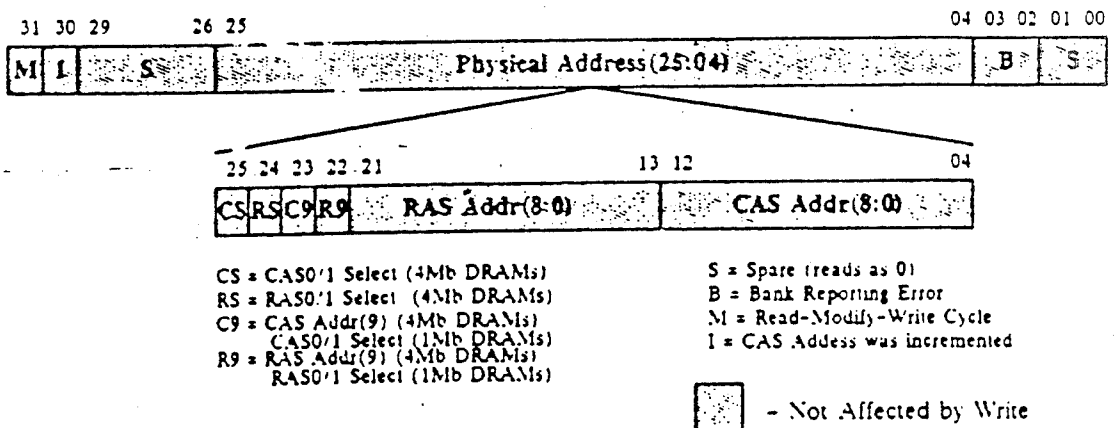 31 30 29 26 25 04 03 02 01 00
M I S Physical Address(25:04) B S
25 24 23 22 21 13 12 04
CS RS C9 R9 RAS Addr(8:0) CAS Addr(8:0)
CS = CAS0/1 Select (4Mb DRAMs)
RS = RAS0/1 Select (4Mb DRAMs)
C9 = CAS Addr(9) (4Mb DRAMs)
CAS0/1 Select (1Mb DRAMs)
R9 = RAS Addr(9) (4Mb DRAMs)
RAS0/1 Select (1Mb DRAMs)
S = Spare (reads as 0)
B = Bank Reporting Error
M = Read-Modify-Write Cycle
I = CAS Addess was incremented
- Not Affected by Write